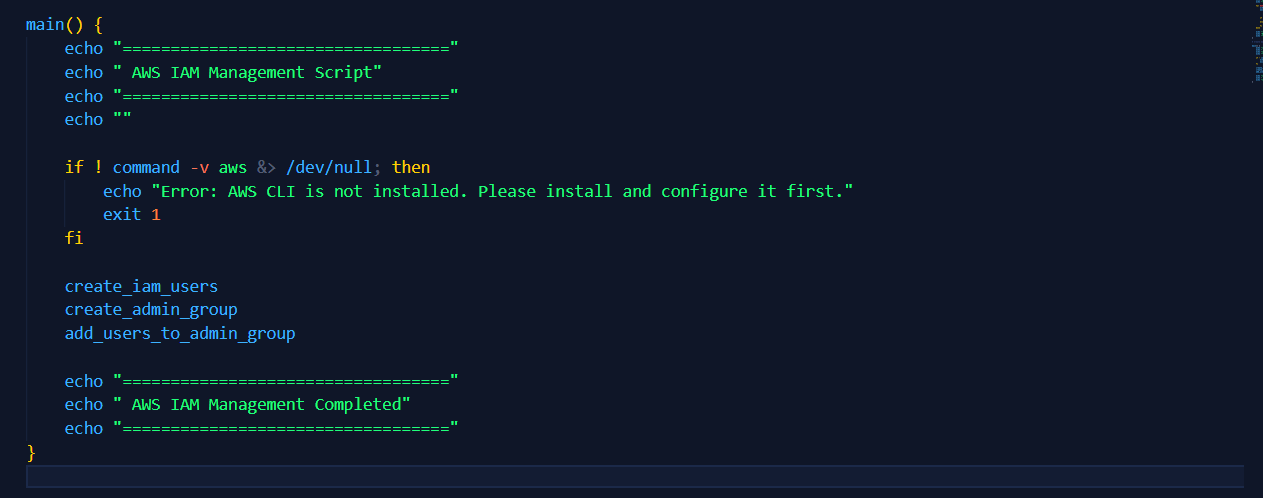 main() {
    echo "=================================="
    echo " AWS IAM Management Script"
    echo "=================================="
    echo ""
    if ! command -v aws &> /dev/null; then
        echo "Error: AWS CLI is not installed. Please install and configure it first."
        exit 1
    fi
    create_iam_users
    create_admin_group
    add_users_to_admin_group
    echo "=================================="
    echo " AWS IAM Management Completed"
    echo "=================================="
}